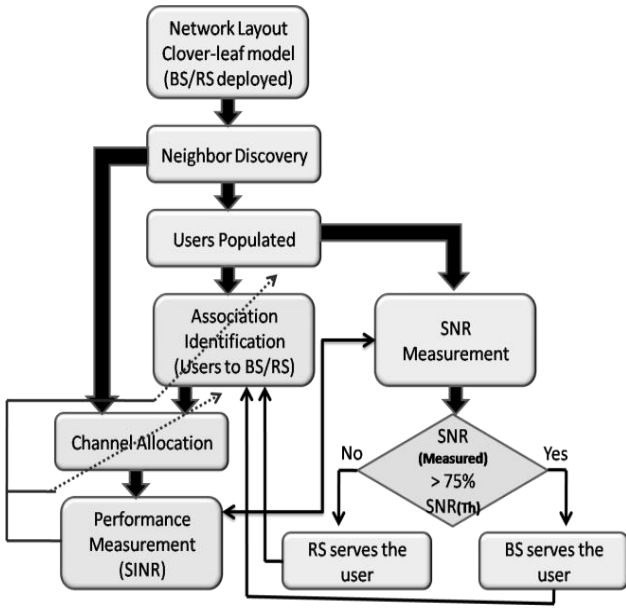 Network Layout
Clover-leaf model
(BS/RS deployed)
Neighbor Discovery
Users Populated
Association
Identification
(Users to BS/RS)
SNR
Measurement
Channel Allocation
No
SNR
(Measured)
> 75%
SNR(Th)
Yes
Performance
Measurement
(SINR)
RS serves the
user
BS serves the
user